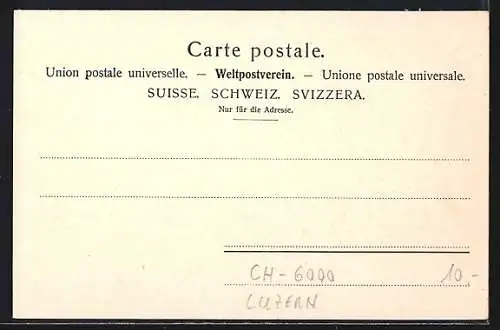 Carte postale.
Union postale universelle. — Weltpostverein. — Unione postale universale.
SUISSE. SCHWEIZ. SVIZZERA.
Nur für die Adresse.
CH-6000 10-
LUZERN